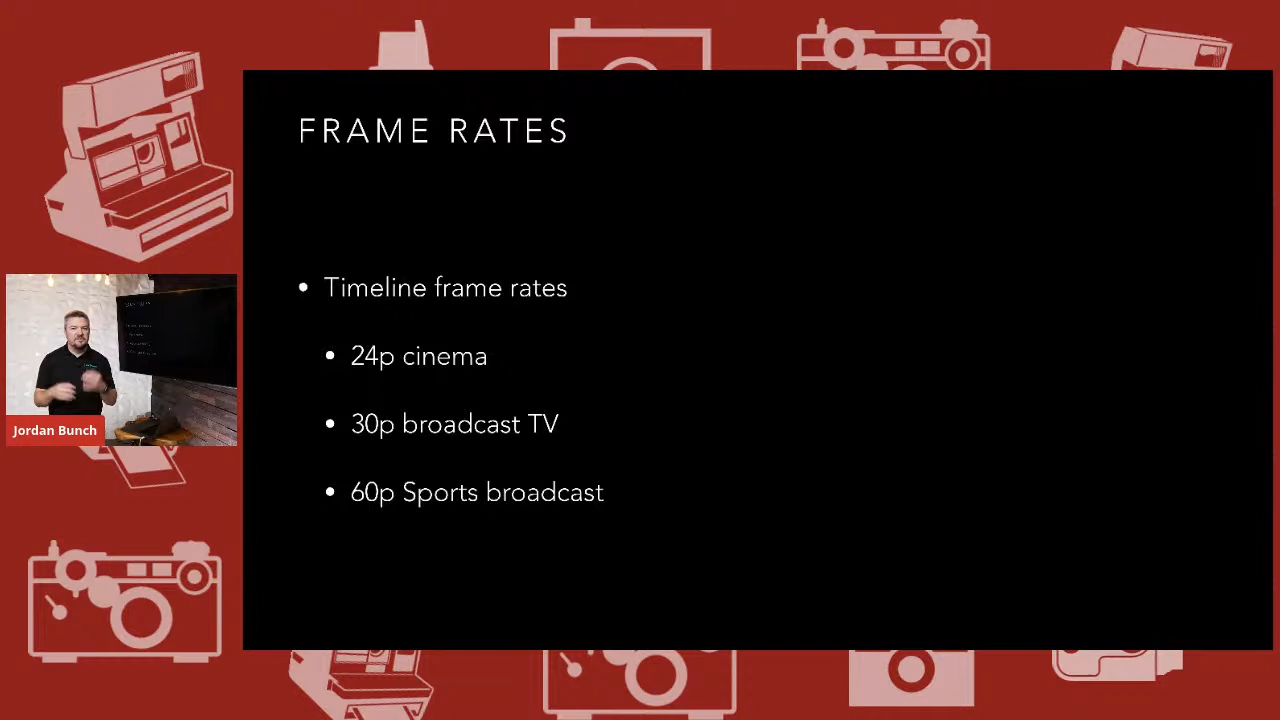 FRAME RATES
• Timeline frame rates
• 24p cinema
• 30p broadcast TV
• 60p Sports broadcast
Jordan Bunch